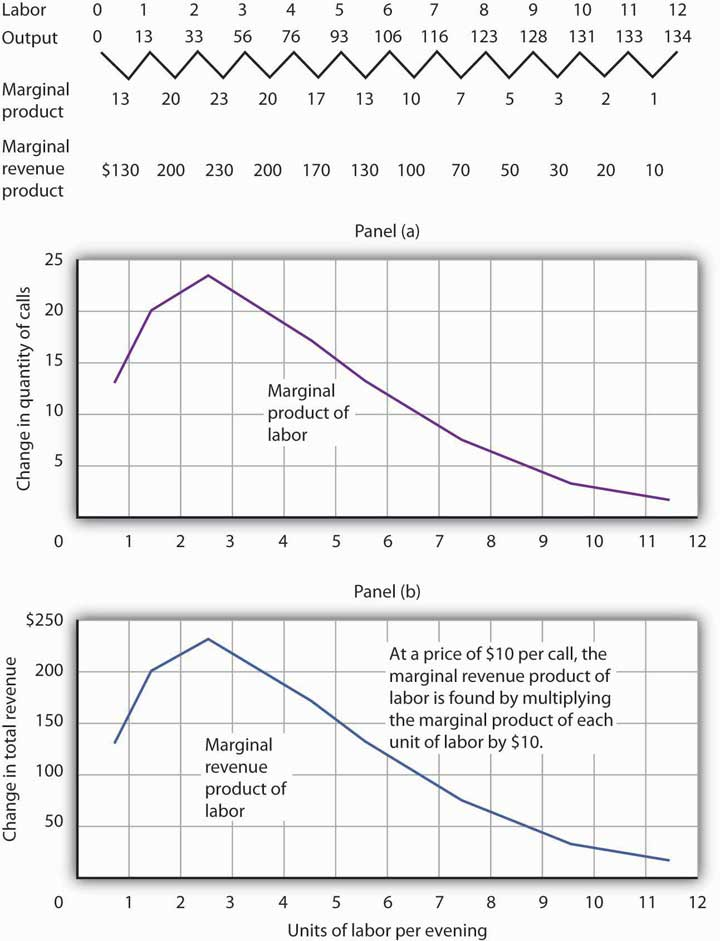 Labor 0 1 2 3 4 5 6 7 8 9 10 11 12
Output 0 13 33 56 76 93 106 116 123 128 131 133 134
Marginal
product 13 20 23 20 17 13 10 7 5 3 2 1
Marginal
revenue $130 200 230 200 170 130 100 70 50 30 20 10
product
Panel (a)
25
20
15
10
5
Change in quantity of calls
Marginal
product of
labor
0 1 2 3 4 5 6 7 8 9 10 11 12
Panel (b)
$250
200
150
100
50
Change in total revenue
At a price of $10 per call, the
marginal revenue product of
labor is found by multiplying
the marginal product of each
unit of labor by $10.
Marginal
revenue
product of
labor
0 1 2 3 4 5 6 7 8 9 10 11 12
Units of labor per evening